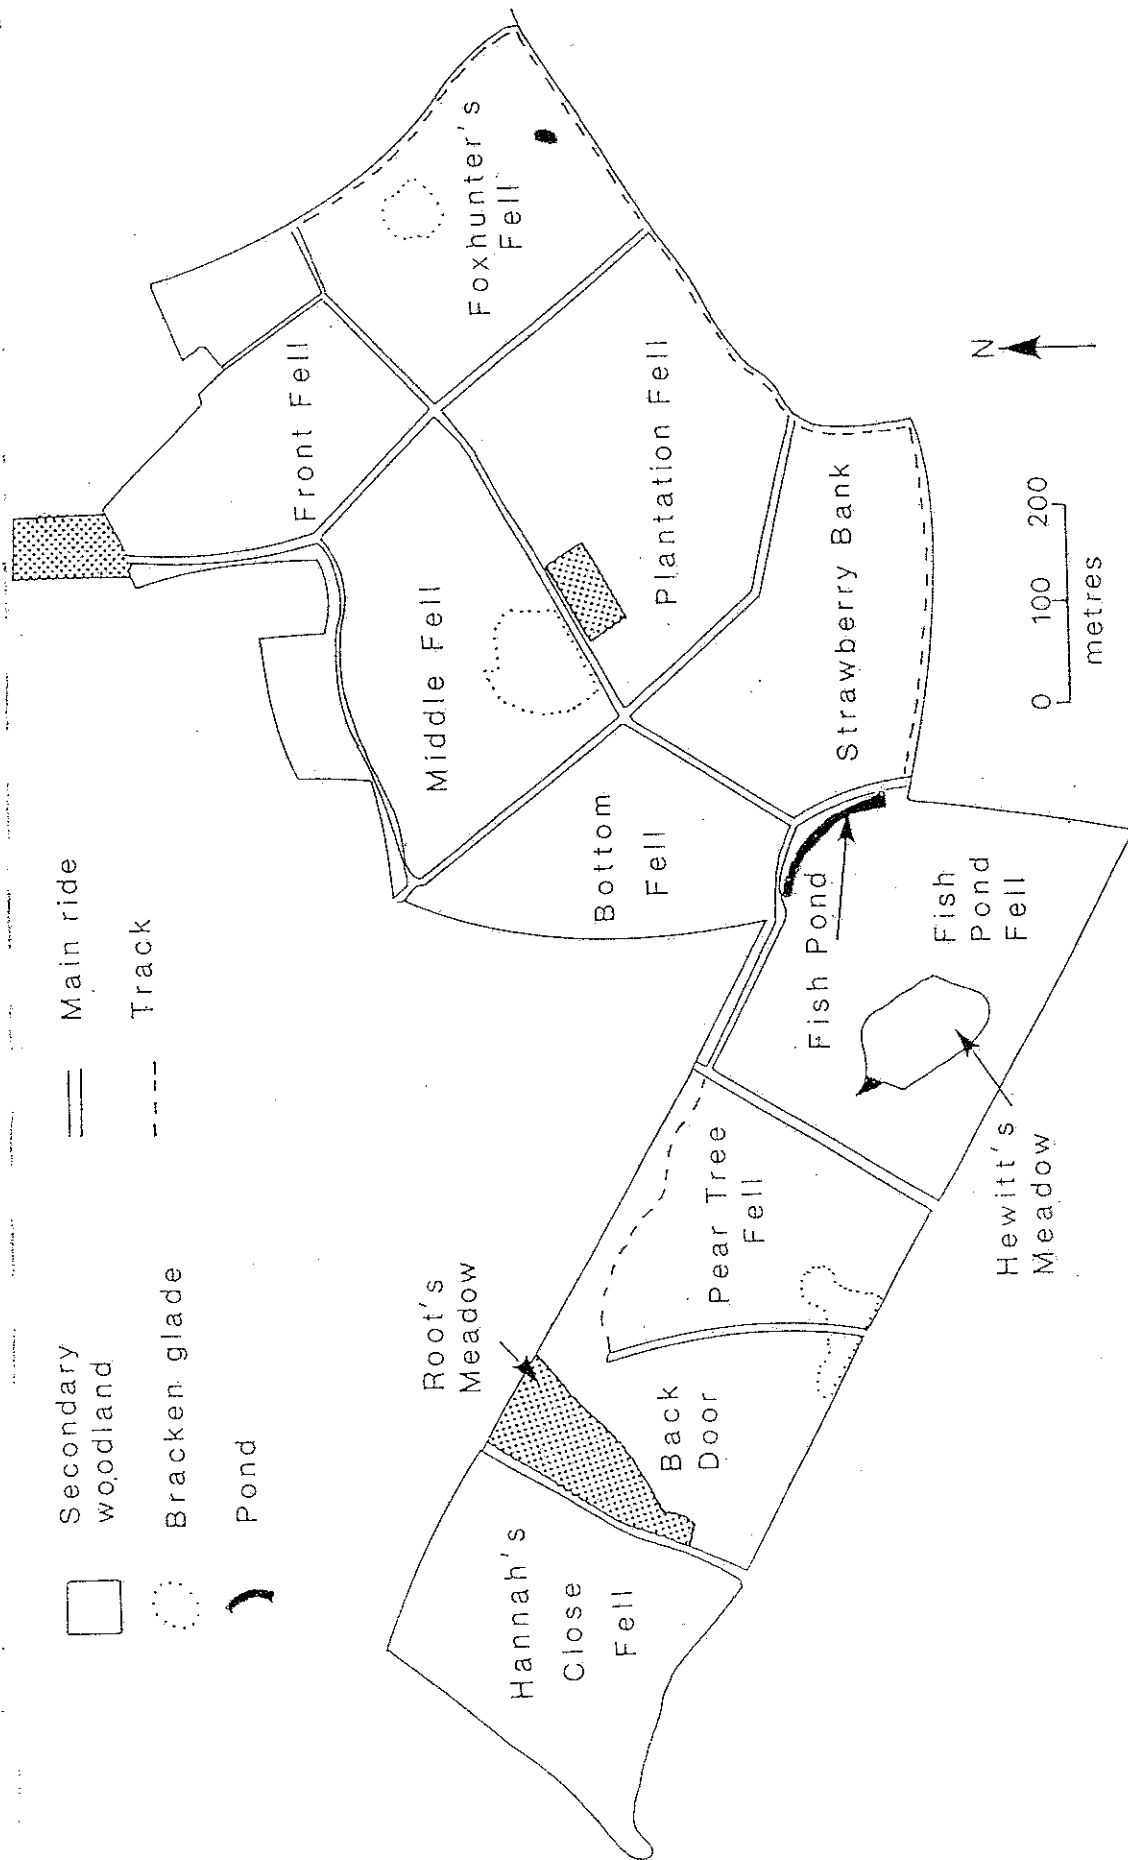 Secondary
woodland
Bracken glade
Pond
Main ride
Track
Root's
Meadow
Hannah's
Close
Fell
Back
Door
Pear Tree
Fell
Hewitt's
Meadow
Fish Pond
Fish
Pond
Fell
Bottom
Fell
Middle Fell
Front Fell
Foxhunter's
Fell
Plantation Fell
Strawberry Bank
N
0 100 200
metres